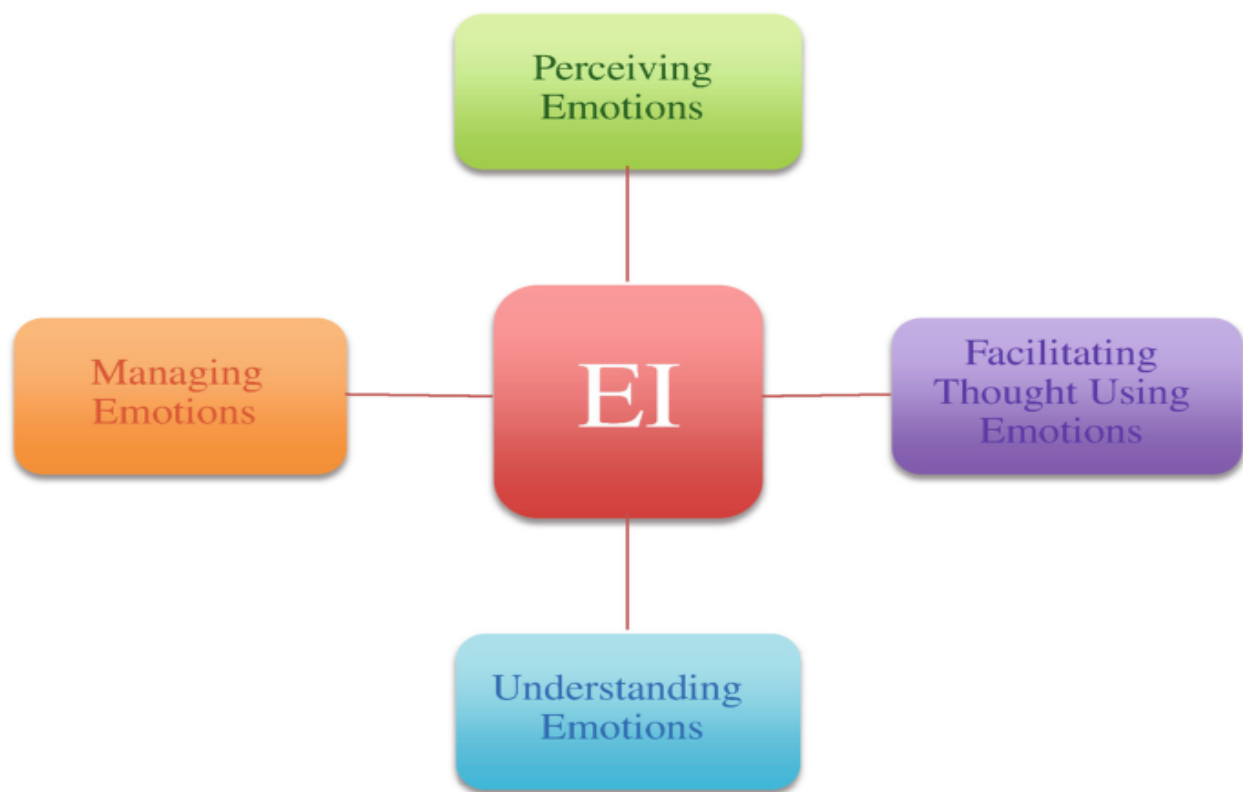 Perceiving
Emotions
Managing
Emotions
EI
Facilitating
Thought Using
Emotions
Understanding
Emotions